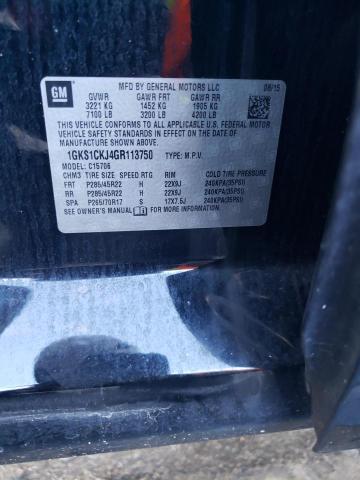 GM
MFD BY GENERAL MOTORS LLC 08/15
GVWR GAWR FRT GAWR RR
3221 KG 1452 KG 1905 KG
7100 LB 3200 LB 4200 LB
THIS VEHICLE CONFORMS TO ALL APPLICABLE U.S. FEDERAL MOTOR
VEHICLE SAFETY AND THEFT PREVENTION STANDARDS IN EFFECT ON THE DATE OF
MANUFACTURE SHOWN ABOVE.
1GKS1CKJ4GR113750 TYPE: M.P.V.
MODEL: C15706
CHM3 TIRE SIZE SPEED RTG RIM COLD TIRE PRESSURE
FRT P285/45R22 H 22X9J 240KPA(35PSI)
RR P285/45R22 H 22X9J 240KPA(35PSI)
SPA P265/70R17 S 17X7.5J 240KPA(35PSI)
SEE OWNER MANUAL FOR MORE INFORMATION.